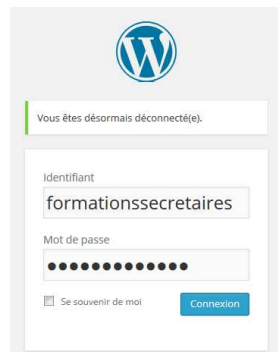 Vous êtes désormais déconnecté(e).
Identifiant
formationssecretaires
Mot de passe
●●●●●●●●●●●●●
Se souvenir de moi
Connexion